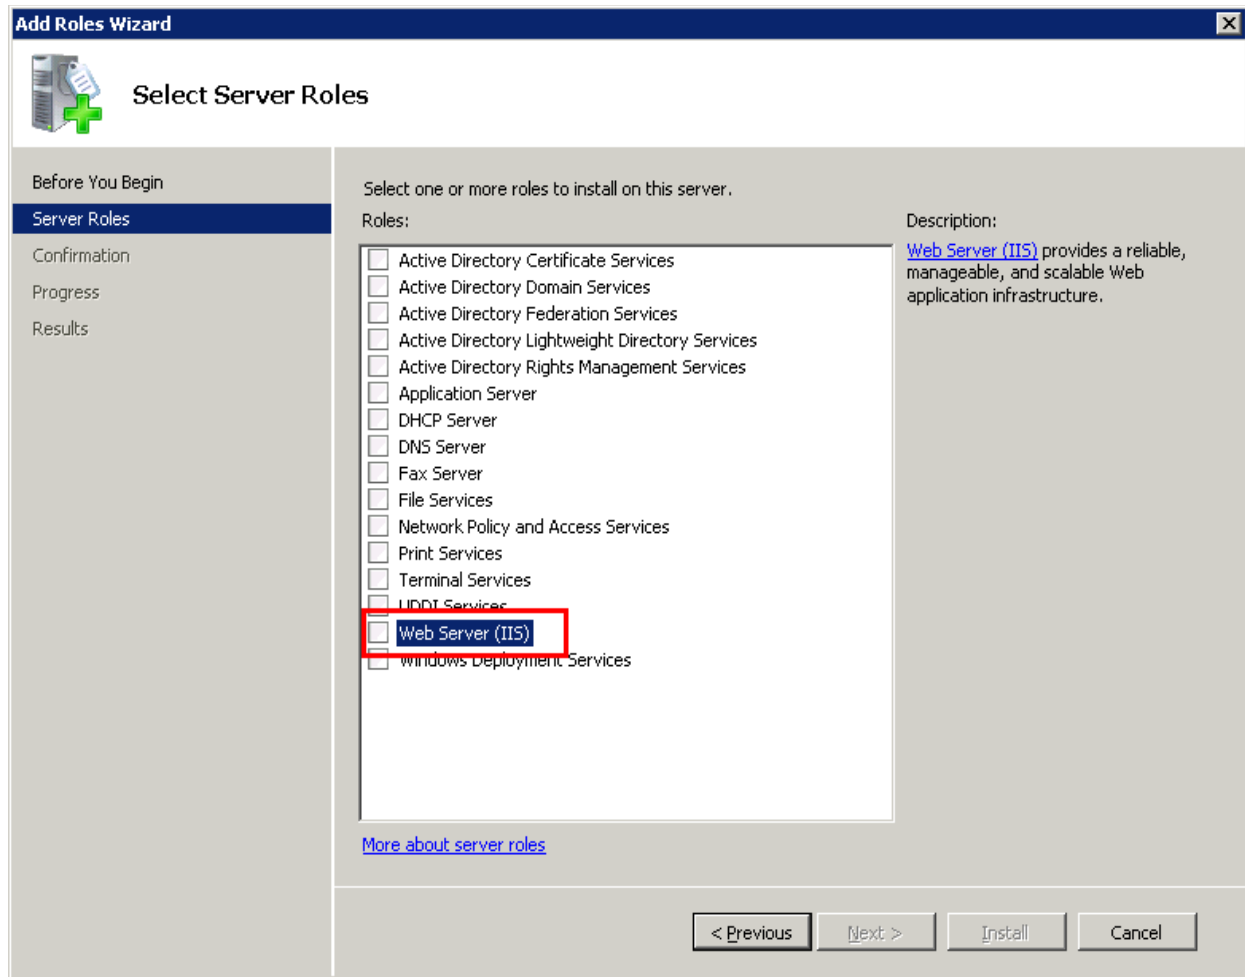 Add Roles Wizard
Select Server Roles
Before You Begin
Server Roles
Confirmation
Progress
Results
Select one or more roles to install on this server.
Roles:
Active Directory Certificate Services
Active Directory Domain Services
Active Directory Federation Services
Active Directory Lightweight Directory Services
Active Directory Rights Management Services
Application Server
DHCP Server
DNS Server
Fax Server
File Services
Network Policy and Access Services
Print Services
Terminal Services
UDDI Services
Web Server (IIS)
Windows Deployment Services
More about server roles
Description:
Web Server (IIS) provides a reliable,
manageable, and scalable Web
application infrastructure.
< Previous
Next >
Install
Cancel